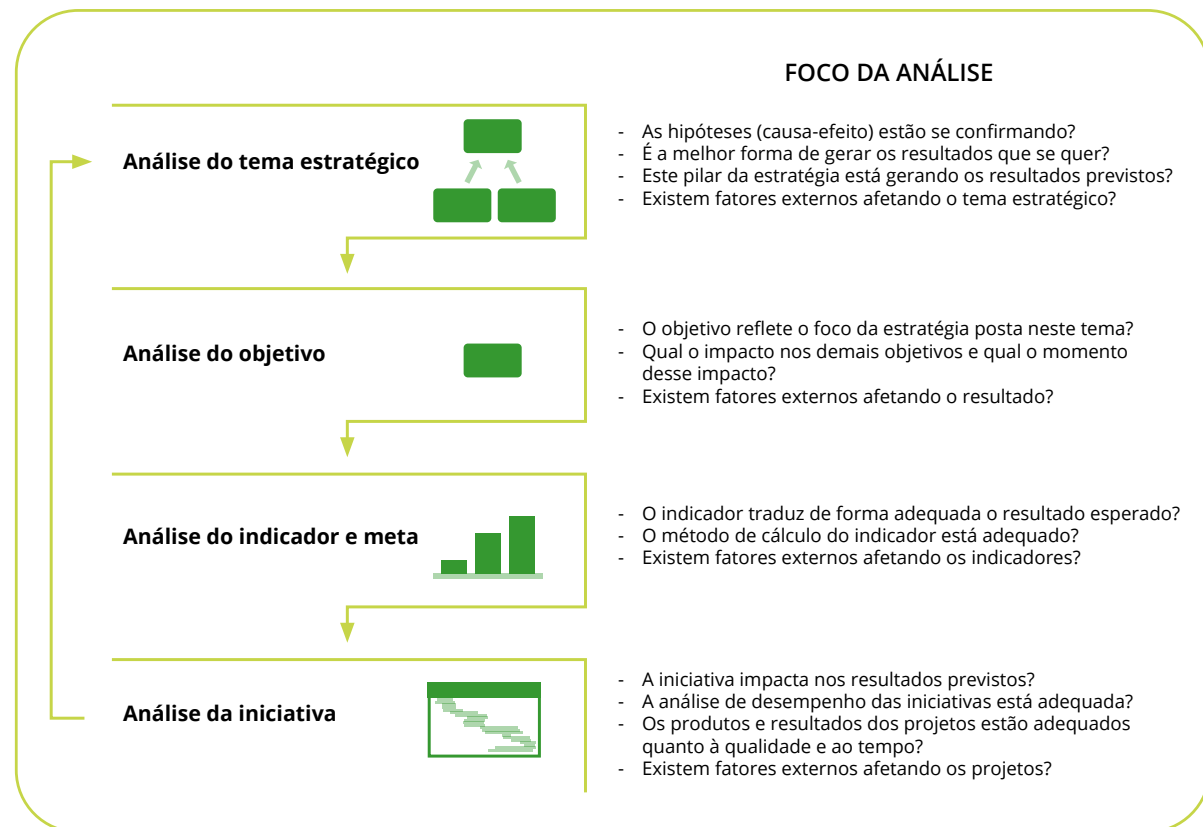 FOCO DA ANÁLISE
Análise do tema estratégico
- As hipóteses (causa-efeito) estão se confirmando?
- É a melhor forma de gerar os resultados que se quer?
- Este pilar da estratégia está gerando os resultados previstos?
- Existem fatores externos afetando o tema estratégico?
Análise do objetivo
- O objetivo reflete o foco da estratégia posta neste tema?
- Qual o impacto nos demais objetivos e qual o momento
desse impacto?
- Existem fatores externos afetando o resultado?
Análise do indicador e meta
- O indicador traduz de forma adequada o resultado esperado?
- O método de cálculo do indicador está adequado?
- Existem fatores externos afetando os indicadores?
Análise da iniciativa
- A iniciativa impacta nos resultados previstos?
- A análise de desempenho das iniciativas está adequada?
- Os produtos e resultados dos projetos estão adequados
quanto à qualidade e ao tempo?
- Existem fatores externos afetando os projetos?